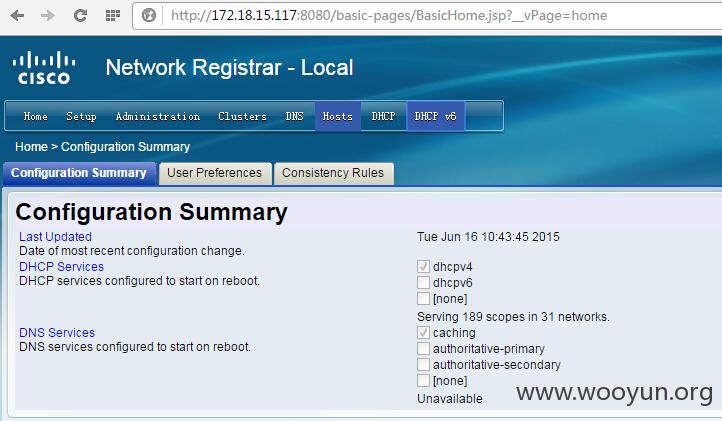 http://172.18.15.117:8080/basic-pages/BasicHome.jsp?__vPage=home
CISCO
Network Registrar - Local
Home Setup Administration Clusters DNS Hosts DHCP DHCP v6
Home > Configuration Summary
Configuration Summary User Preferences Consistency Rules
Configuration Summary
Last Updated Tue Jun 16 10:43:45 2015
Date of most recent configuration change.
DHCP Services dhcpv4
DHCP services configured to start on reboot. dhcpv6
[none]
Serving 189 scopes in 31 networks.
DNS Services caching
DNS services configured to start on reboot. authoritative-primary
authoritative-secondary
[none]
Unavailable
www.wooyun.org